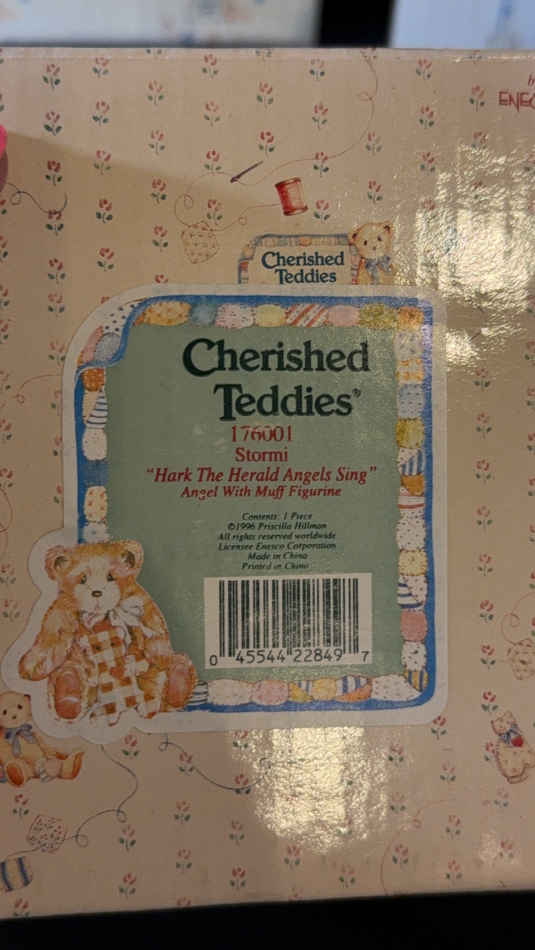 Cherished
Teddies
Cherished
Teddies®
176001
Stormi
"Hark The Herald Angels Sing"
Angel With Muff Figurine
Contents: 1 Piece
©1996 Priscilla Hillman
All rights reserved worldwide
Licensee Enesco Corporation
Made in China
Printed in China
0 45544 22849 7